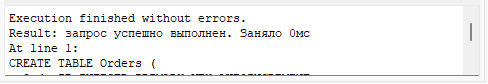 Execution finished without errors.
Result: запрос успешно выполнен. Заняло 0мс
At line 1:
CREATE TABLE Orders (